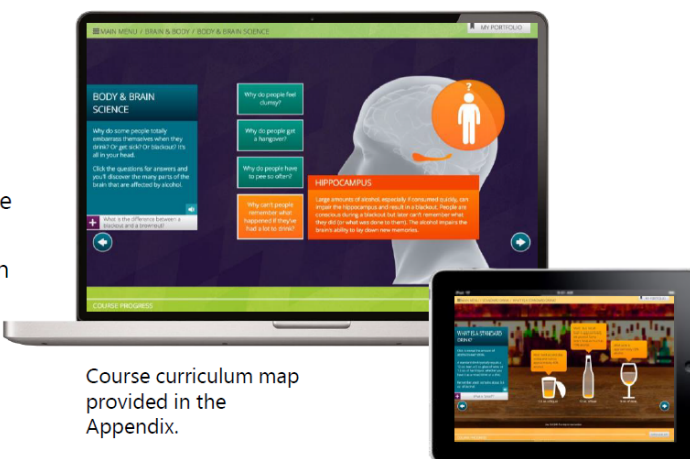 MAIN MENU / BRAIN & BODY / BODY & BRAIN SCIENCE
MY PORTFOLIO
BODY & BRAIN
SCIENCE
Why do some people totally
embarrass themselves when they
drink? Or get sick? Or blackout? It's
all in your head.
Click the questions for answers and
you'll discover the many parts of the
brain that are affected by alcohol.
What is the difference between a
blackout and a brownout?
Why do people feel
clumsy?
Why do people get
a hangover?
Why do people have
to pee so often?
Why can't people
remember what
happened if they've
had a lot to drink?
?
HIPPOCAMPUS
Large amounts of alcohol, especially if consumed quickly, can
impair the hippocampus and result in a blackout. People are
conscious during a blackout but later can't remember what
they did (or what was done to them). The alcohol impairs the
brain's ability to lay down new memories.
COURSE PROGRESS
e
n
WHAT IS A STANDARD
DRINK?
Course curriculum map
provided in the
Appendix.